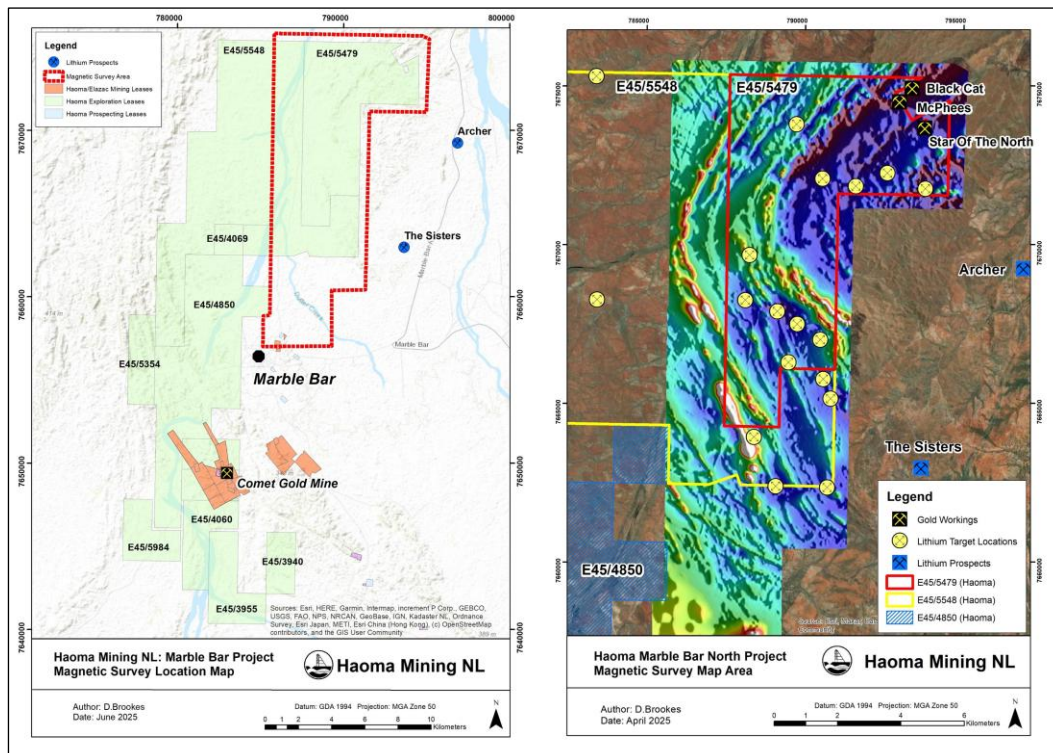 780000
790000
800000
Legend
Lithium Prospects
Magnetic Survey Area
Haoma/Elazac Mining Leases
Haoma Exploration Leases
Haoma Prospecting Leases
E45/5548
E45/5479
7670000
7670000
Archer
The Sisters
E45/4069
E45/4850
7660000
7660000
Marble Bar
E45/5354
Marble Bar
7650000
7650000
Comet Gold Mine
E45/4060
E45/5984
E45/3940
E45/3955
7640000
7640000
Sources: Esri, HERE, Garmin, Intermap, increment P Corp., GEBCO,
USGS, FAO, NPS, NRCAN, GeoBase, IGN, Kadaster NL, Ordnance
Survey, Esri Japan, METI, Esri China (Hong Kong), (c) OpenStreetMap
contributors, and the GIS User Community
Haoma Mining NL: Marble Bar Project
Magnetic Survey Location Map
Haoma Mining NL
Author: D.Brookes
Date: June 2025
Datum: GDA 1994 Projection: MGA Zone 50
0 1 2 4 6 8 10
Kilometers
N
785000
790000
795000
E45/5548
E45/5479
Black Cat
McPhees
Star Of The North
7675000
7675000
7670000
7670000
Archer
7665000
7665000
The Sisters
E45/4850
7660000
7660000
Legend
Gold Workings
Lithium Target Locations
Lithium Prospects
E45/5479 (Haoma)
E45/5548 (Haoma)
E45/4850 (Haoma)
Haoma Marble Bar North Project
Magnetic Survey Map Area
Haoma Mining NL
Author: D.Brookes
Date: April 2025
Datum: GDA 1994 Projection: MGA Zone 50
0 1 2 4 6
Kilometers
N